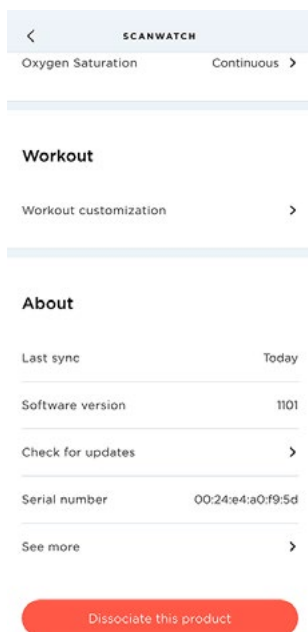 SCANWATCH
Oxygen Saturation Continuous
Workout
Workout customization
About
Last sync Today
Software version 1101
Check for updates
Serial number 00:24:e4:a0:f9:5d
See more
Dissociate this product